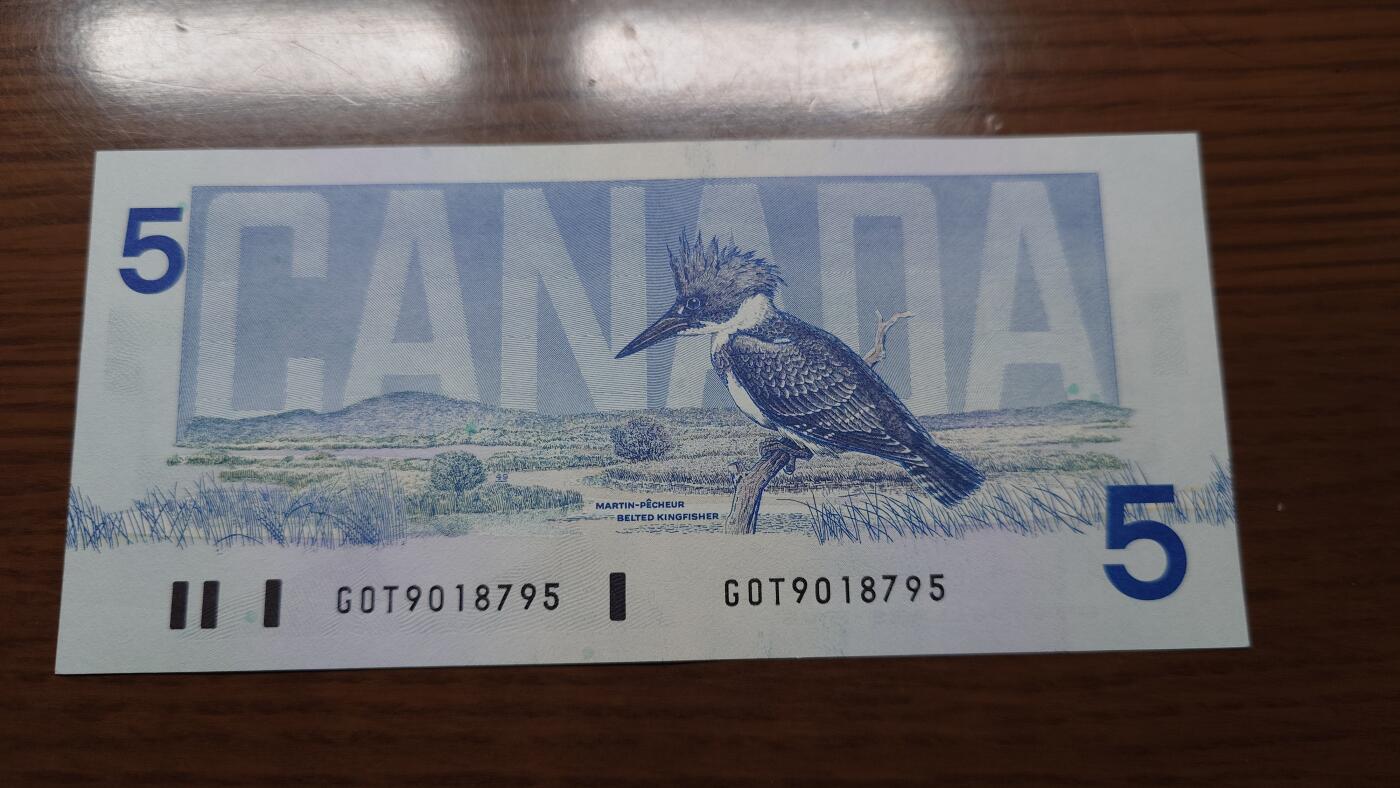 CANADA
5
MARTIN-PÊCHEUR
BELTED KINGFISHER
5
GOT9018795 GOT9018795